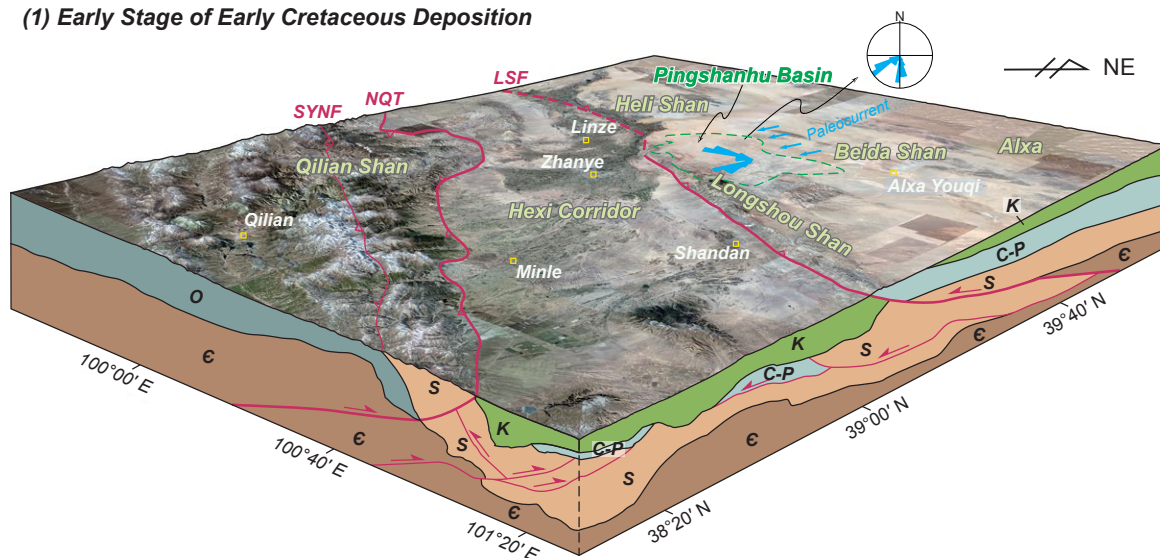 (1) Early Stage of Early Cretaceous Deposition
N
NE
LSF
Pingshanhu Basin
SYNF
NQT
Heli Shan
Paleocurrent
Linze
Qilian Shan
Zhanye
Beida Shan
Alxa
Alxa Youqi
Longshou Shan
Hexi Corridor
Qilian
Shandan
Minle
K
C-P
S
Є
O
Є
K
S
C-P
S
K
Є
C-P
S
Є
S
Є
Є
100°00′ E
100°40′ E
101°20′ E
38°20′ N
39°00′ N
39°40′ N